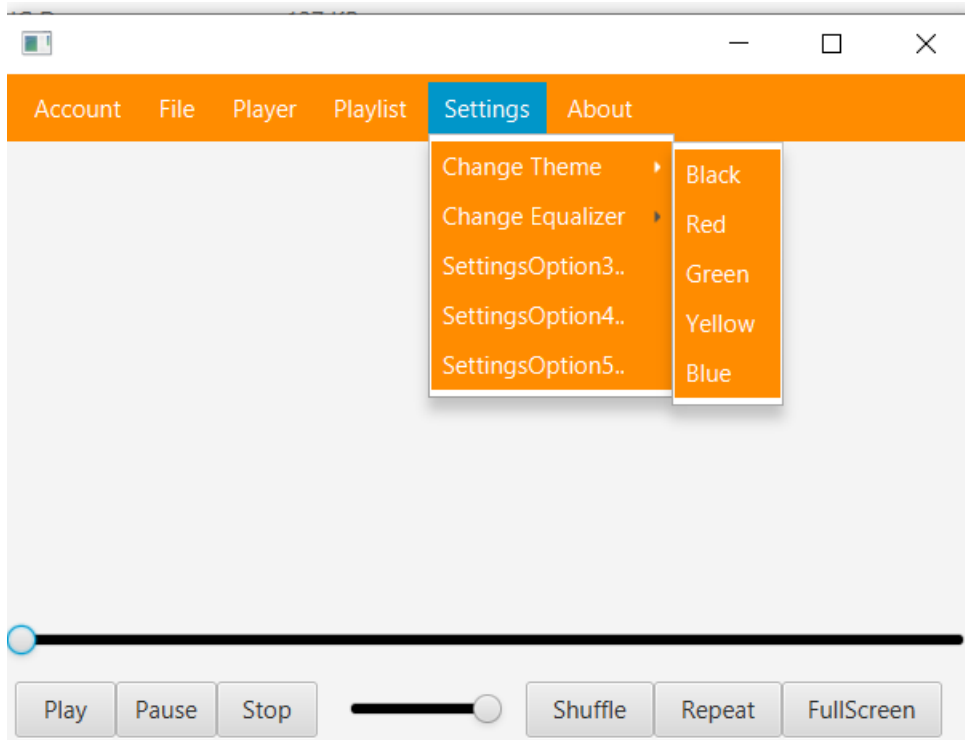 Account File Player Playlist Settings About
Change Theme
Change Equalizer
SettingsOption3..
SettingsOption4..
SettingsOption5..
Black
Red
Green
Yellow
Blue
Play Pause Stop Shuffle Repeat FullScreen